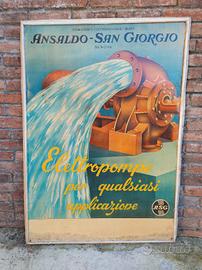 ANSALDO-SAN GIORGIO
GENOVA
Elettropompe
per qualsiasi
applicazione
ASG